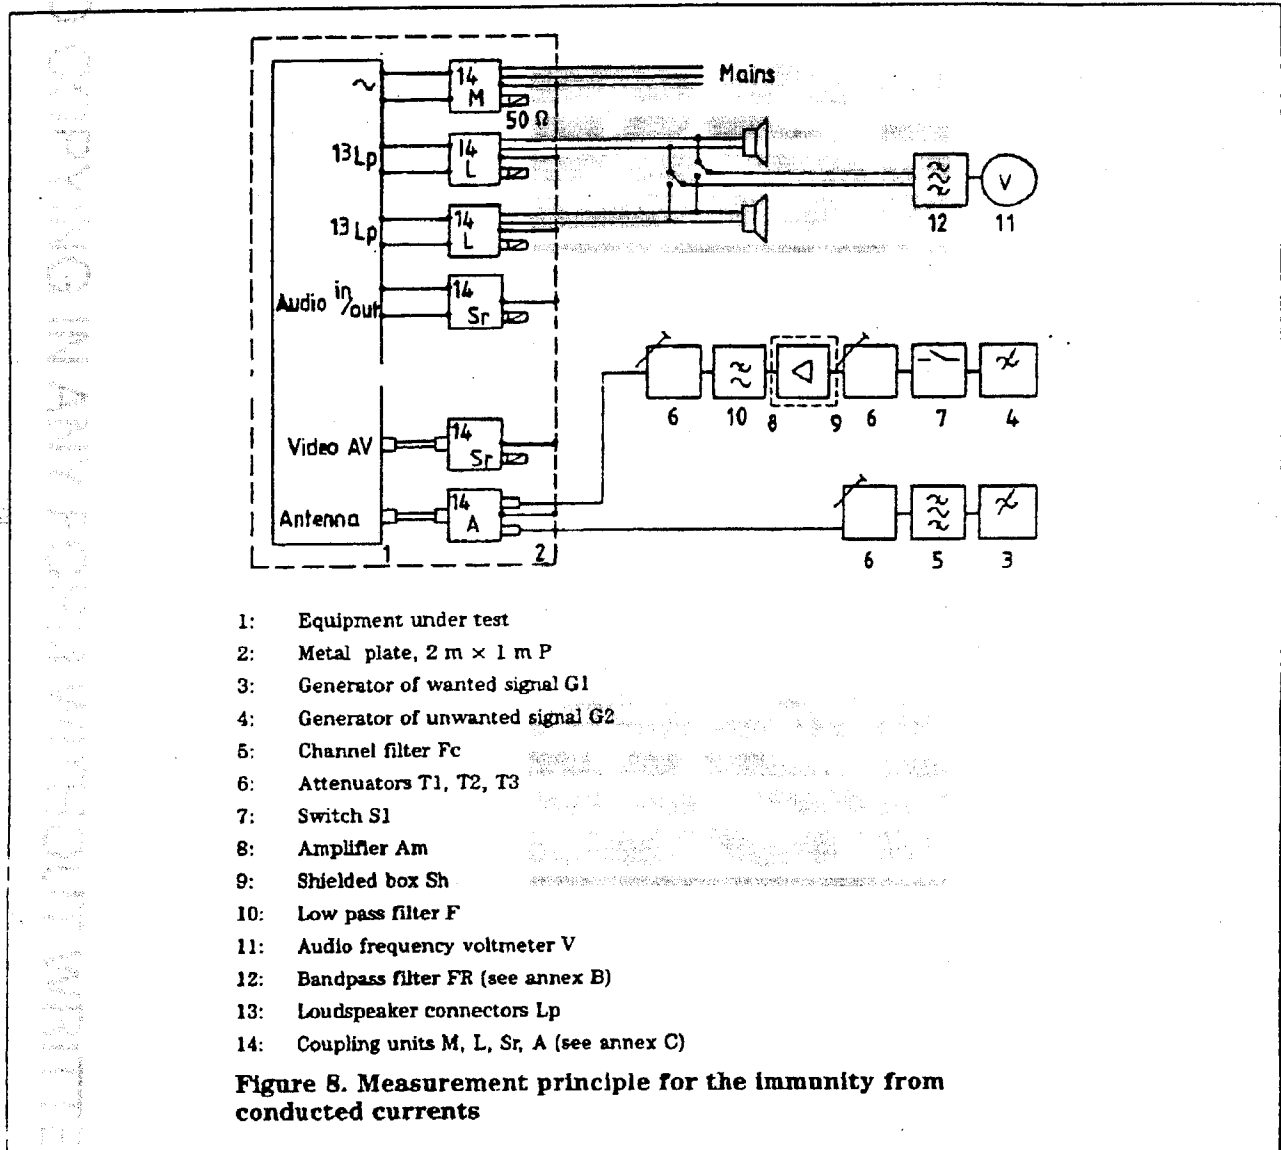 ~ 14 M Mains
50 Ω
13 Lp 14 L
12 11 V
13 Lp 14 L
Audio in/out 14 Sr
6 10 8 9 6 7 4
Video AV 14 Sr
Antenna 14 A
1 2 6 5 3
1: Equipment under test
2: Metal plate, 2 m × 1 m P
3: Generator of wanted signal G1
4: Generator of unwanted signal G2
5: Channel filter Fc
6: Attenuators T1, T2, T3
7: Switch S1
8: Amplifier Am
9: Shielded box Sh
10: Low pass filter F
11: Audio frequency voltmeter V
12: Bandpass filter FR (see annex B)
13: Loudspeaker connectors Lp
14: Coupling units M, L, Sr, A (see annex C)
Figure 8. Measurement principle for the immunity from
conducted currents